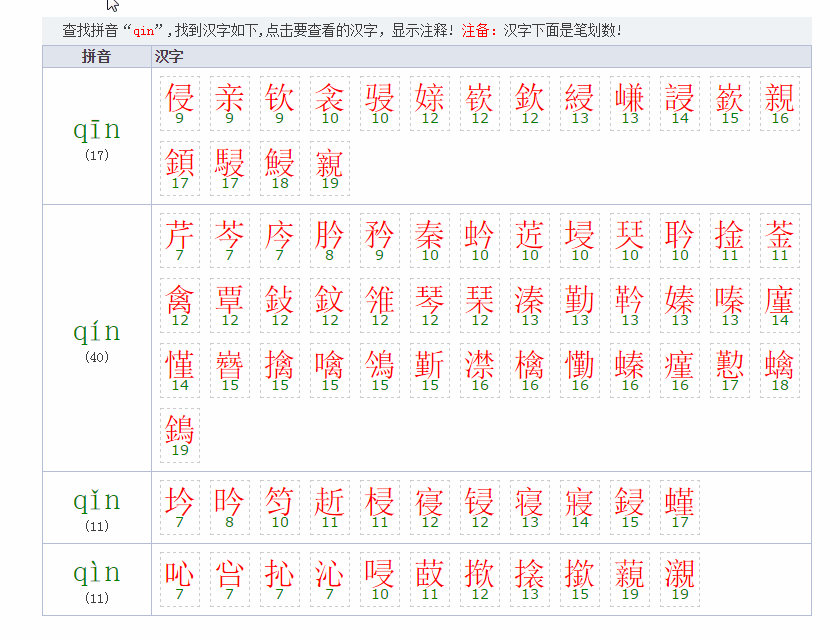 查找拼音“qin”,找到汉字如下,点击要查看的汉字，显示注释！注备：汉字下面是笔划数!
拼音 汉字
qīn
(17)
侵 亲 钦 衾 骎 媇 嵚 欽 綅 嵰 誛 嶔 親
9 9 9 10 10 12 12 12 13 13 14 15 16
顉 駸 鮼 寴
17 17 18 19
qín
(40)
芹 芩 庈 肣 矜 秦 蚙 菦 埐 珡 耹 捦 菳
7 7 7 8 9 10 10 10 10 10 10 11 11
禽 覃 鈙 鈫 雂 琴 琹 溱 勤 靲 嫀 嗪 廑
12 12 12 12 12 12 12 13 13 13 13 13 14
慬 嶜 擒 噙 鳹 斳 澿 檎 懄 螓 瘽 懃 蠄
14 15 15 15 15 15 16 16 16 16 16 17 18
鵭
19
qǐn
(11)
坅 昑 笉 赾 梫 寑 锓 寝 寢 鋟 螼
7 8 10 11 11 12 12 13 14 15 17
qìn
(11)
吣 㕋 抋 沁 唚 菣 揿 搇 撳 藽 瀙
7 7 7 7 10 11 12 13 15 19 19